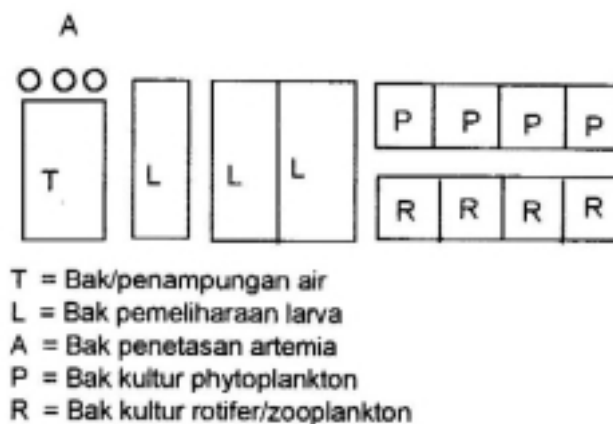 A
P P P P
T L L L
R R R R
T = Bak/penampungan air
L = Bak pemeliharaan larva
A = Bak penetasan artemia
P = Bak kultur phytoplankton
R = Bak kultur rotifer/zooplankton